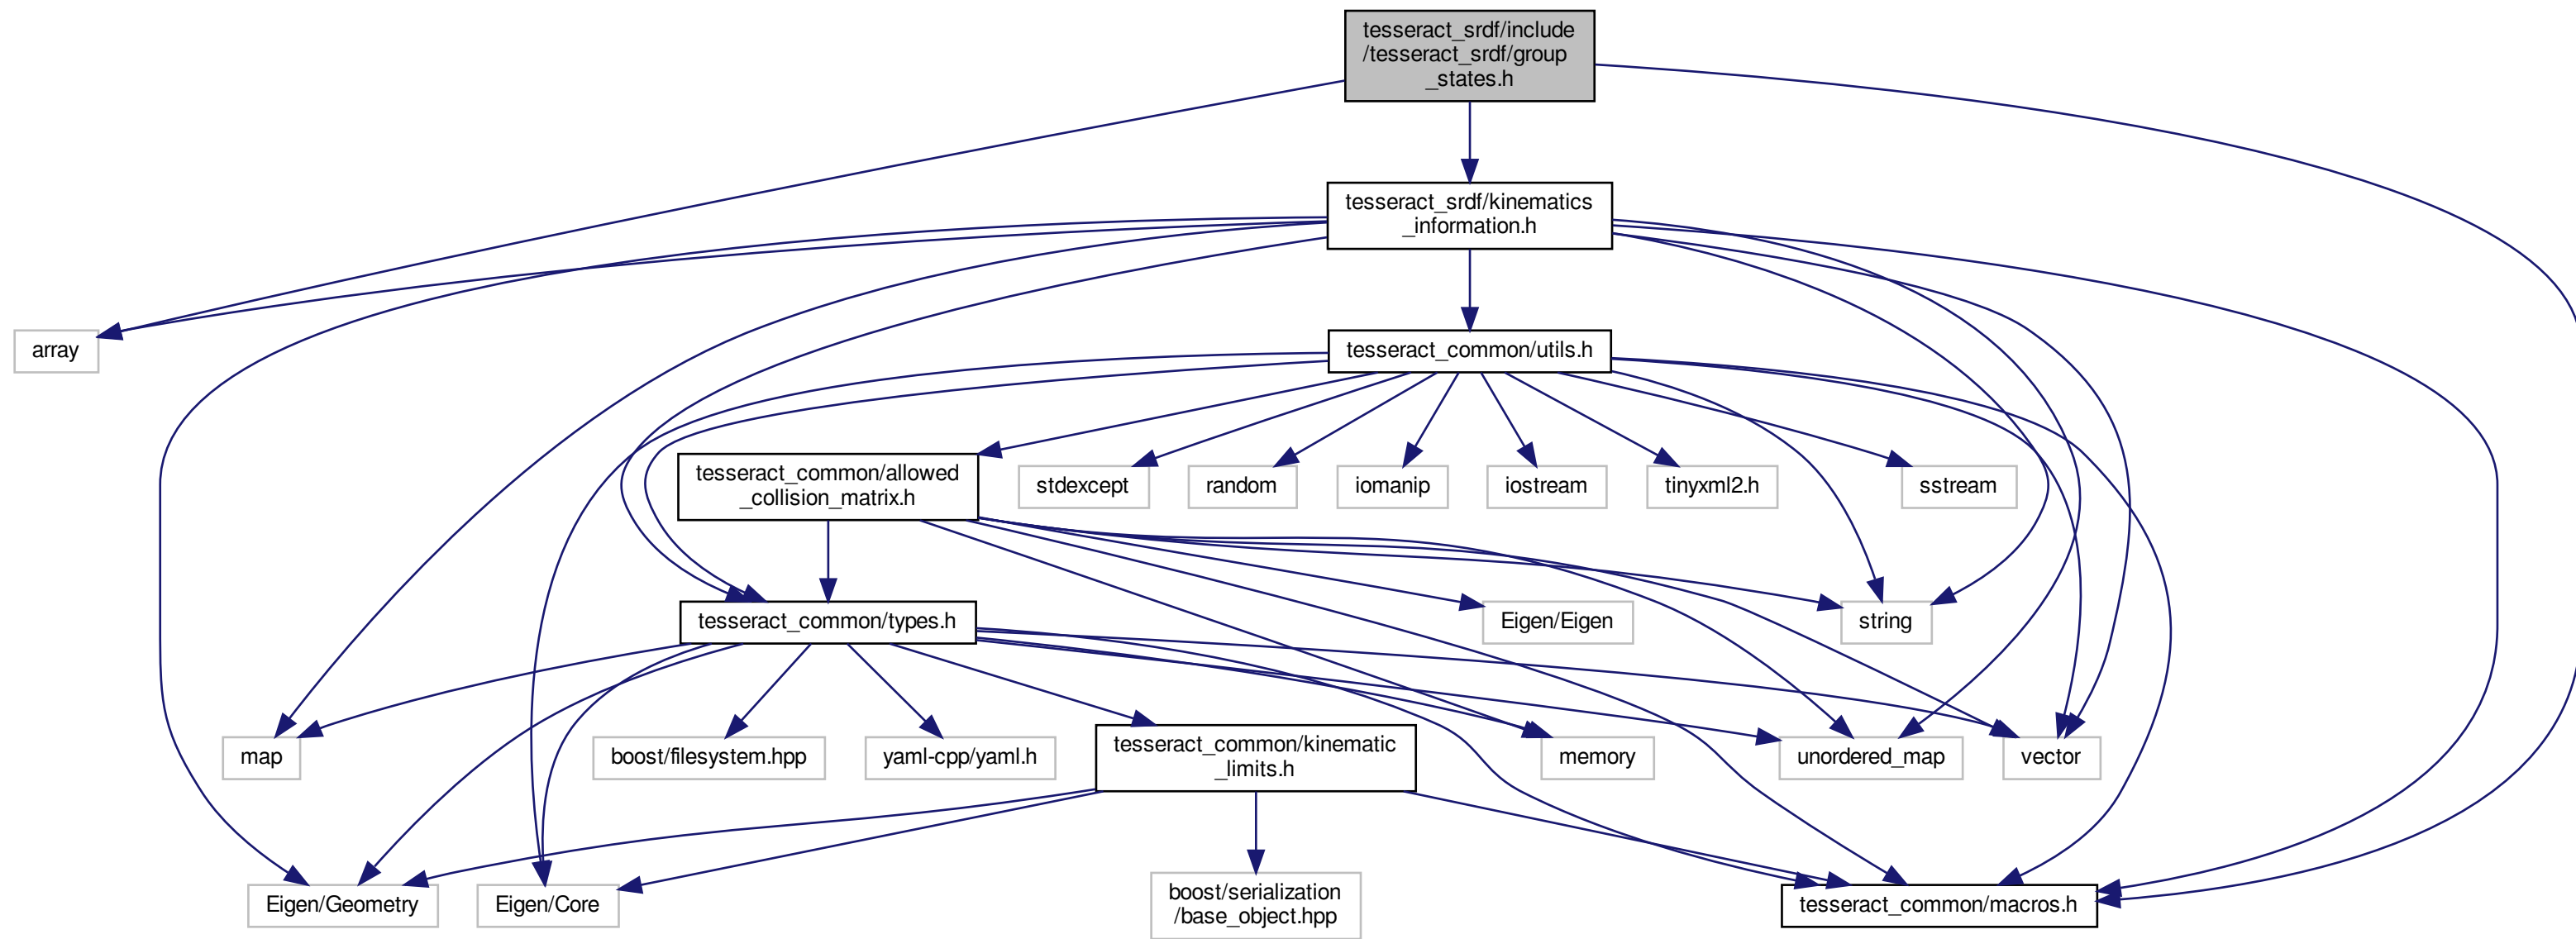 tesseract_srdf/include
/tesseract_srdf/group
_states.h
tesseract_srdf/kinematics
_information.h
array
tesseract_common/utils.h
tesseract_common/allowed
_collision_matrix.h
stdexcept
random
iomanip
iostream
tinyxml2.h
sstream
tesseract_common/types.h
Eigen/Eigen
string
map
boost/filesystem.hpp
yaml-cpp/yaml.h
tesseract_common/kinematic
_limits.h
memory
unordered_map
vector
Eigen/Geometry
Eigen/Core
boost/serialization
/base_object.hpp
tesseract_common/macros.h